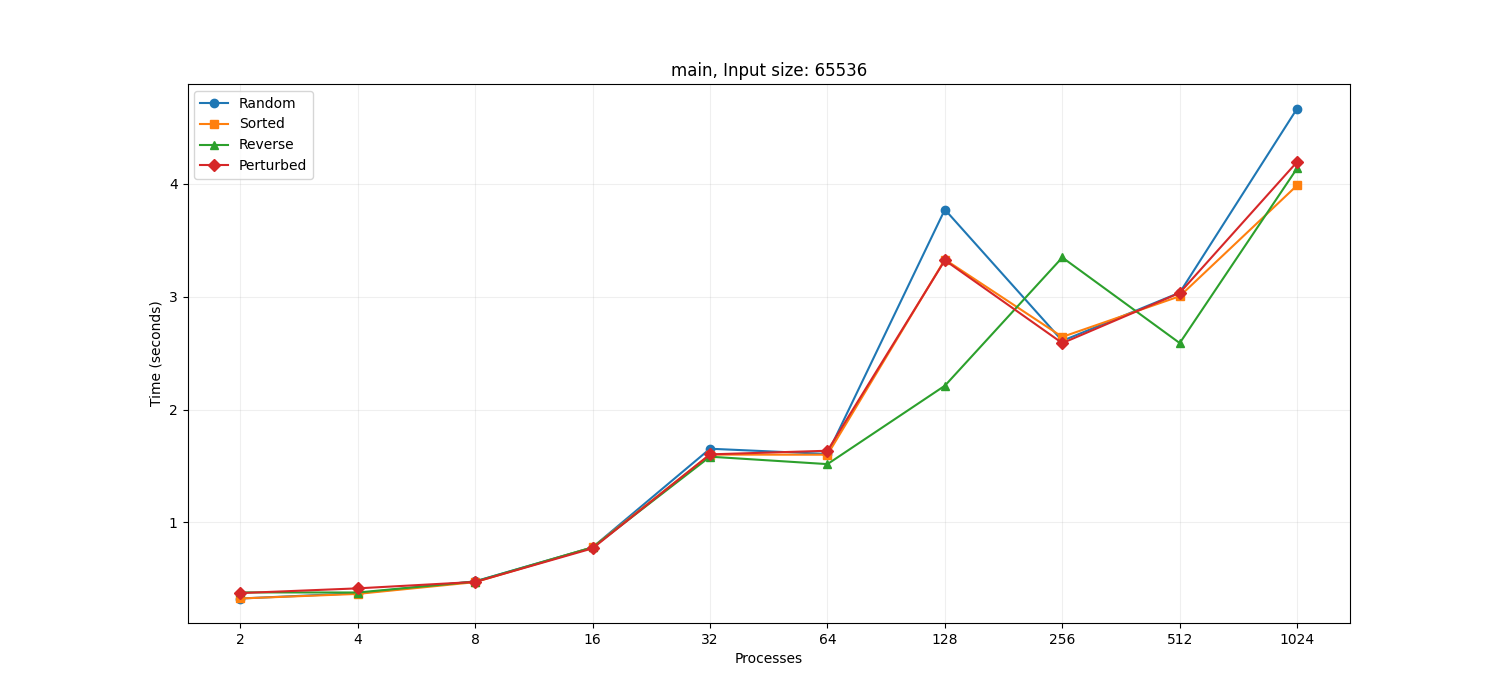 main, Input size: 65536
Random
Sorted
Reverse
Perturbed
Time (seconds)
4
3
2
1
2 4 8 16 32 64 128 256 512 1024
Processes